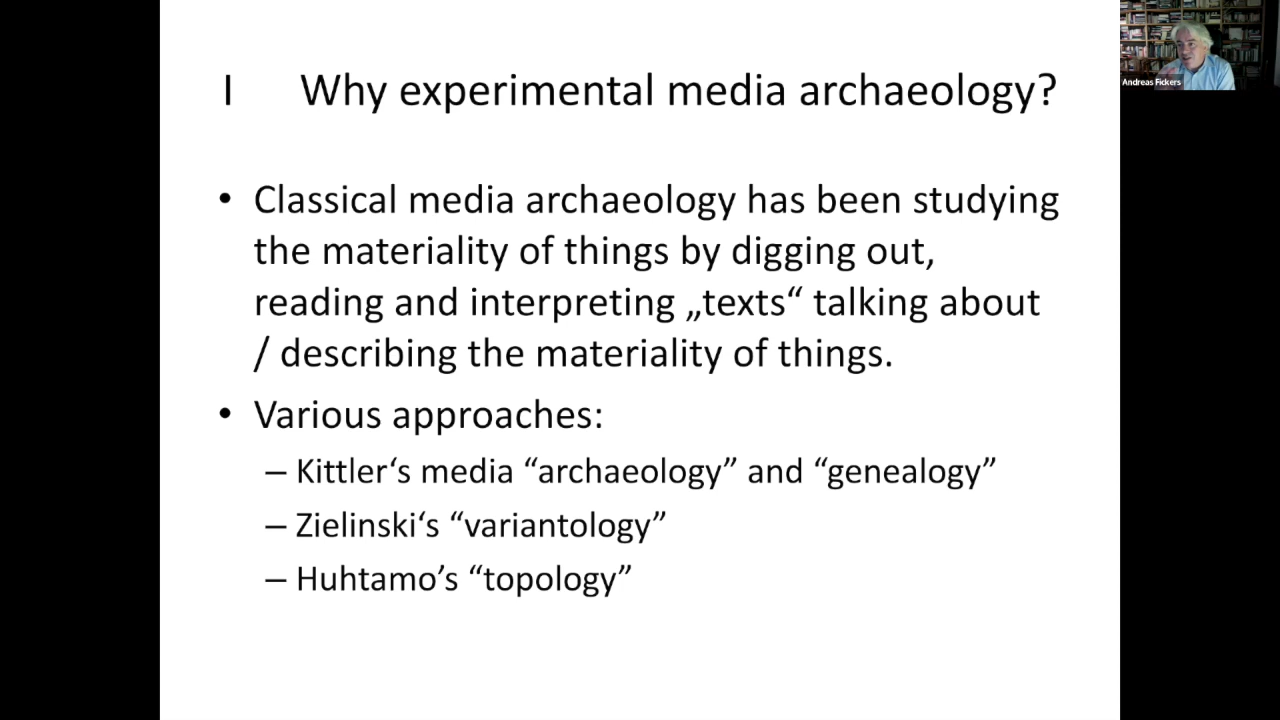 I Why experimental media archaeology?
• Classical media archaeology has been studying
the materiality of things by digging out,
reading and interpreting „texts“ talking about
/ describing the materiality of things.
• Various approaches:
– Kittler‘s media “archaeology” and “genealogy”
– Zielinski‘s “variantology”
– Huhtamo’s “topology”
Andreas Fickers